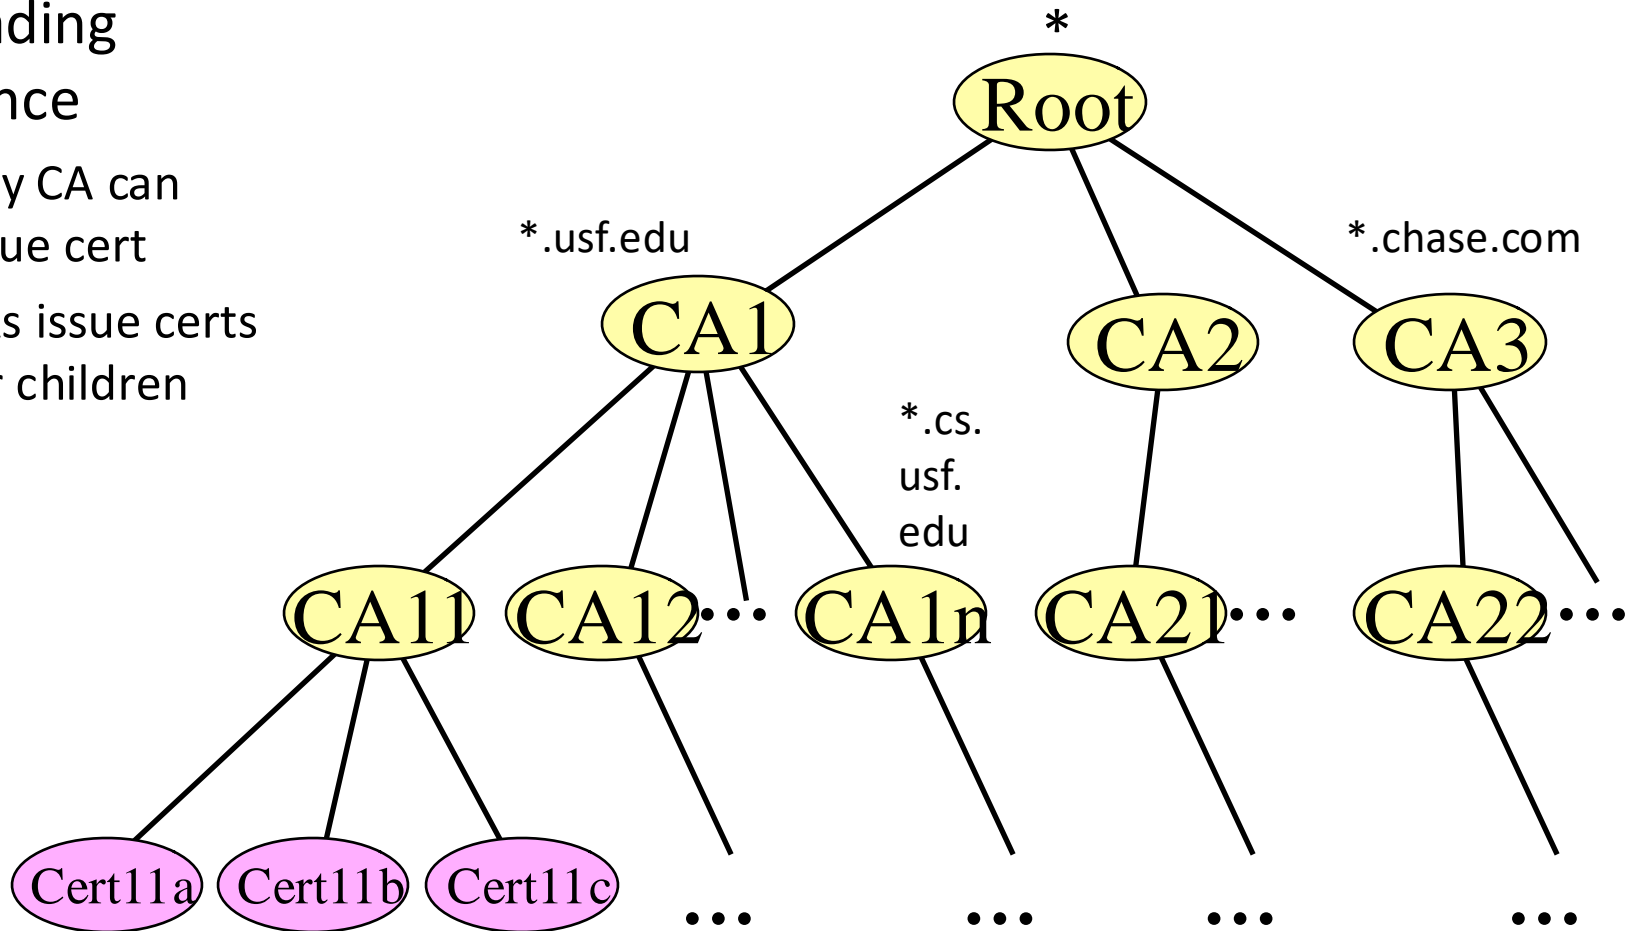 nding
nce
y CA can
ue cert
s issue certs
r children
*
Root
*.usf.edu
*.chase.com
CA1
CA2
CA3
*.cs.
usf.
edu
CA11
CA12
...
CA1n
CA21
...
CA22
...
Cert11a
Cert11b
Cert11c
...
...
...
...